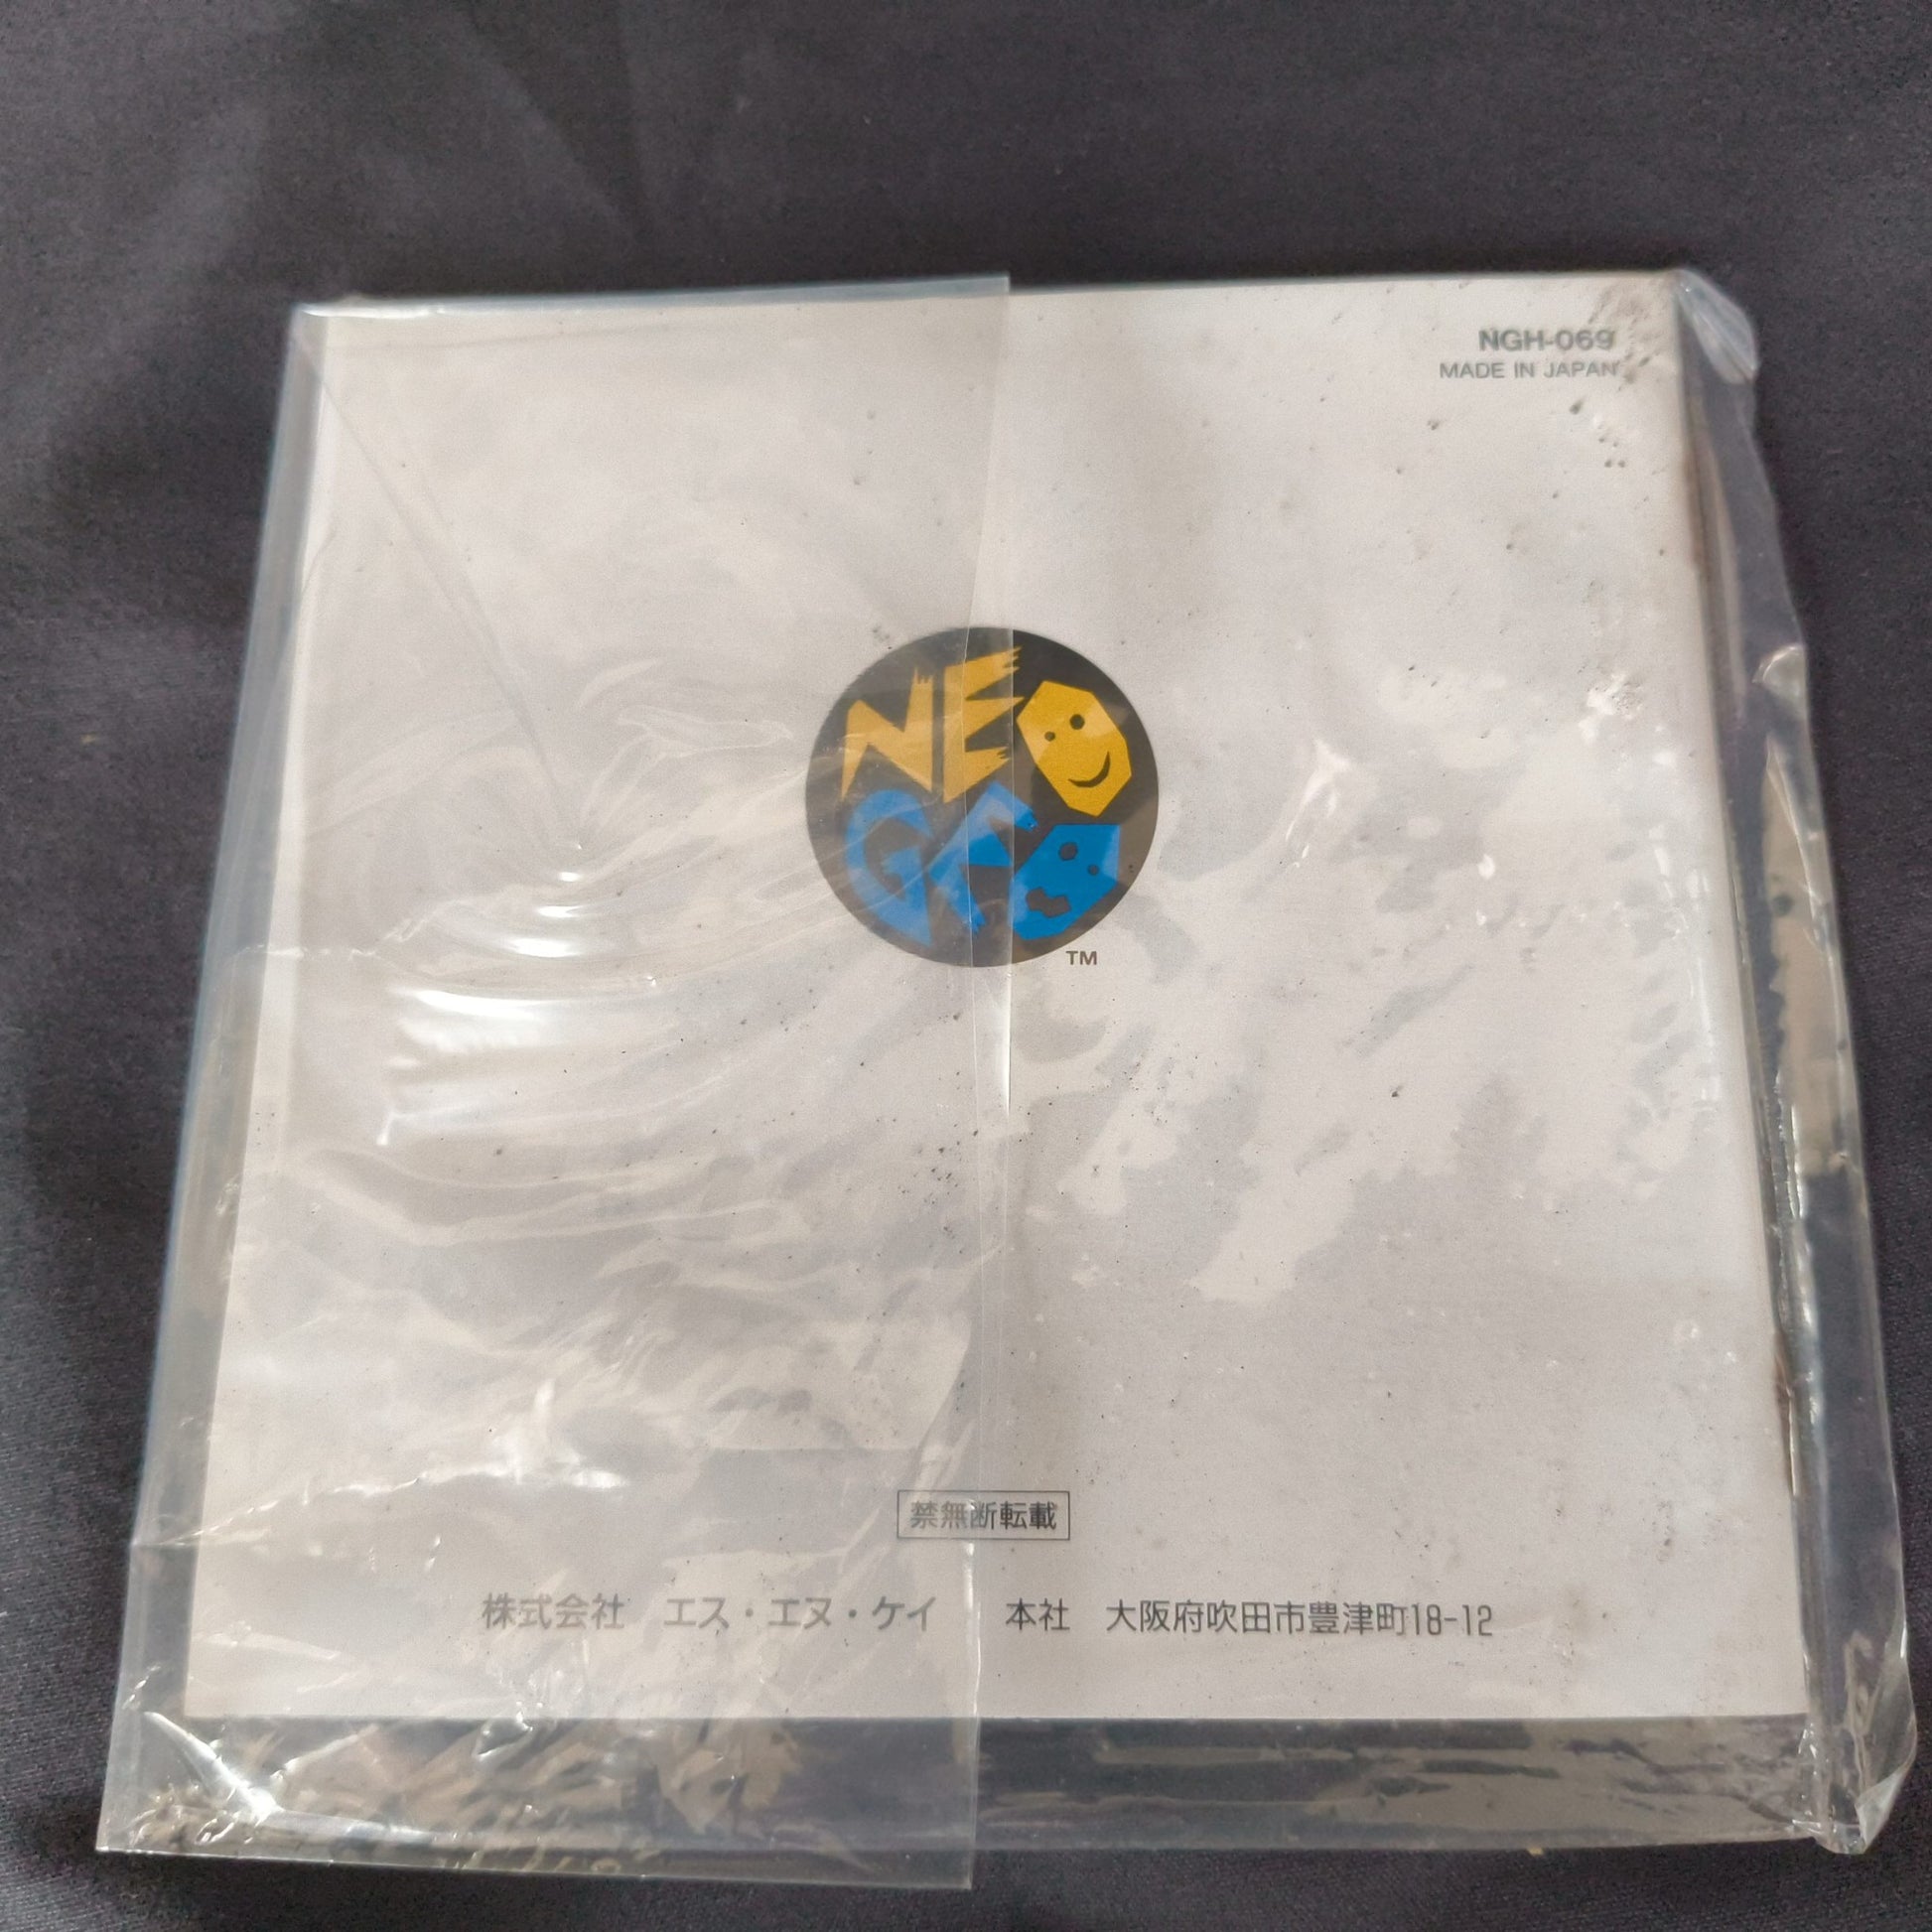 NGH-069
MADE IN JAPAN
NEO
GEO
TM
禁無断転載
株式会社 エス・エヌ・ケイ 本社 大阪府吹田市豊津町18-12